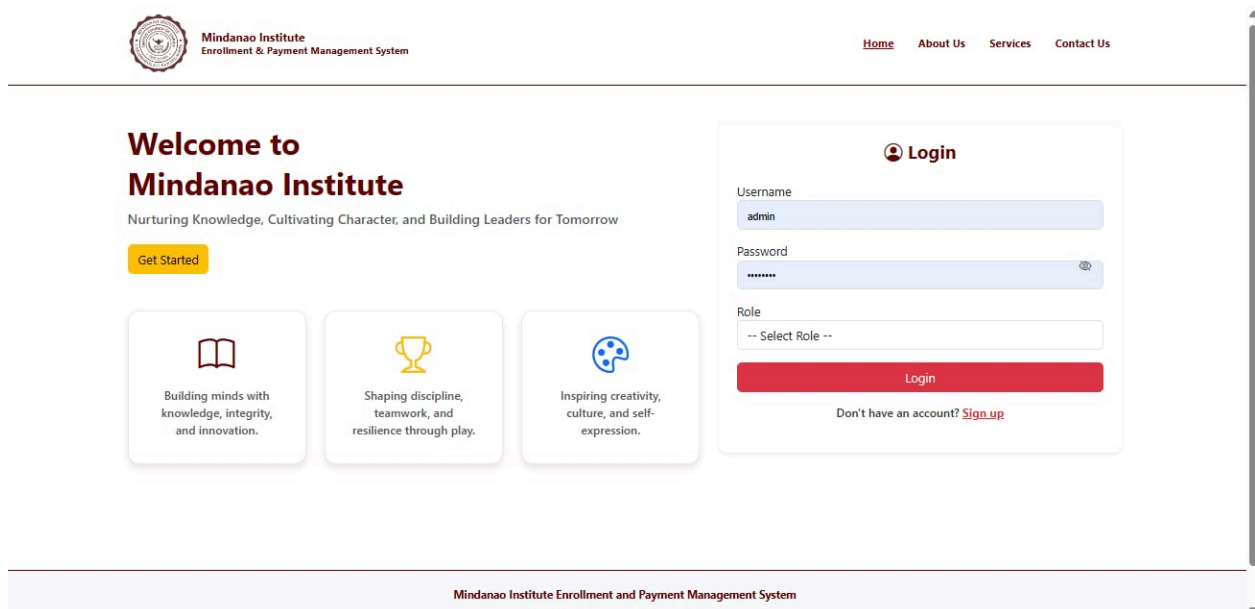 Mindanao Institute
Enrollment & Payment Management System
Home About Us Services Contact Us
Welcome to
Mindanao Institute
Nurturing Knowledge, Cultivating Character, and Building Leaders for Tomorrow
Get Started
Building minds with
knowledge, integrity,
and innovation.
Shaping discipline,
teamwork, and
resilience through play.
Inspiring creativity,
culture, and self-
expression.
Login
Username
admin
Password
••••••••
Role
-- Select Role --
Login
Don't have an account? Sign up
Mindanao Institute Enrollment and Payment Management System